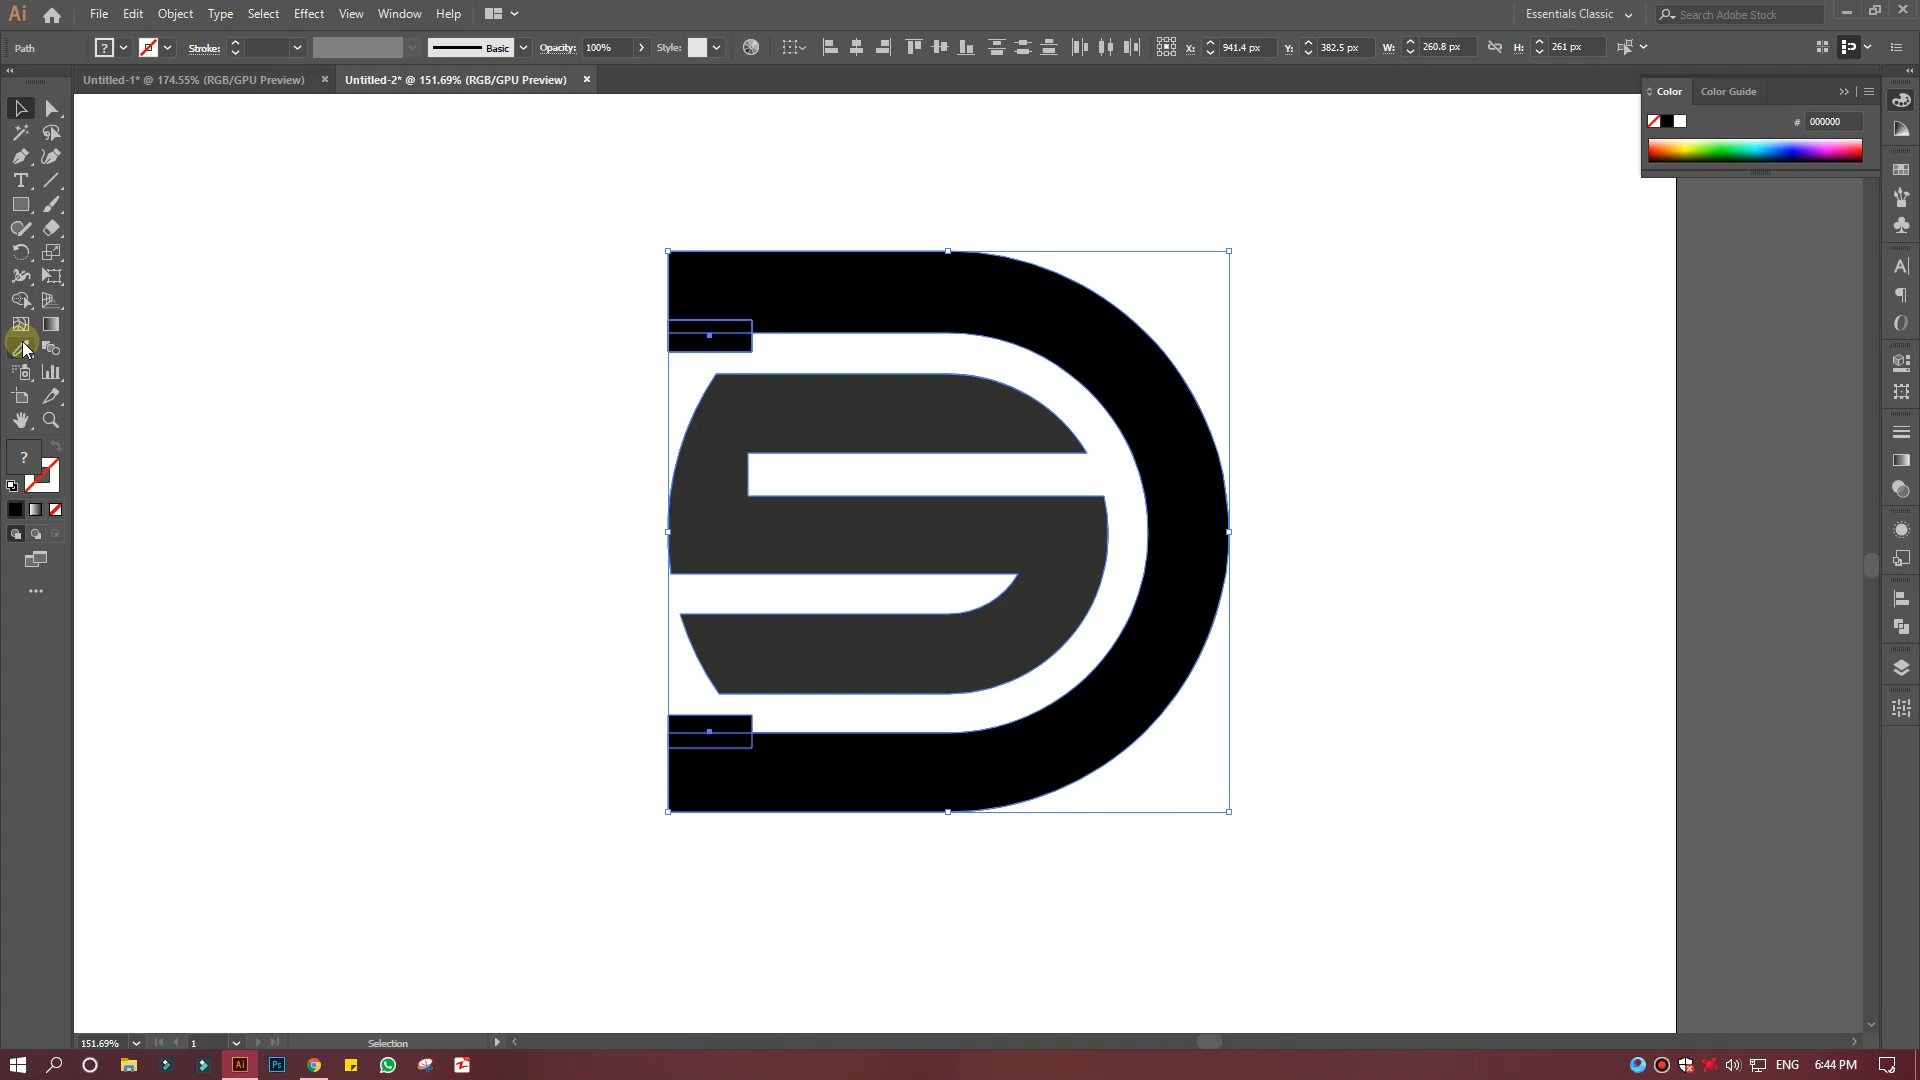 Ai File Edit Object Type Select Effect View Window Help Essentials Classic Search Adobe Stock
Path ? Stroke: Basic Opacity: 100% Style: X: 941.4 px Y: 382.5 px W: 260.8 px H: 261 px
Untitled-1* @ 174.55% (RGB/GPU Preview) × Untitled-2* @ 151.69% (RGB/GPU Preview) ×
Color Color Guide
# 000000
?
151.69% 1 Selection
Ai Ps ENG 6:44 PM